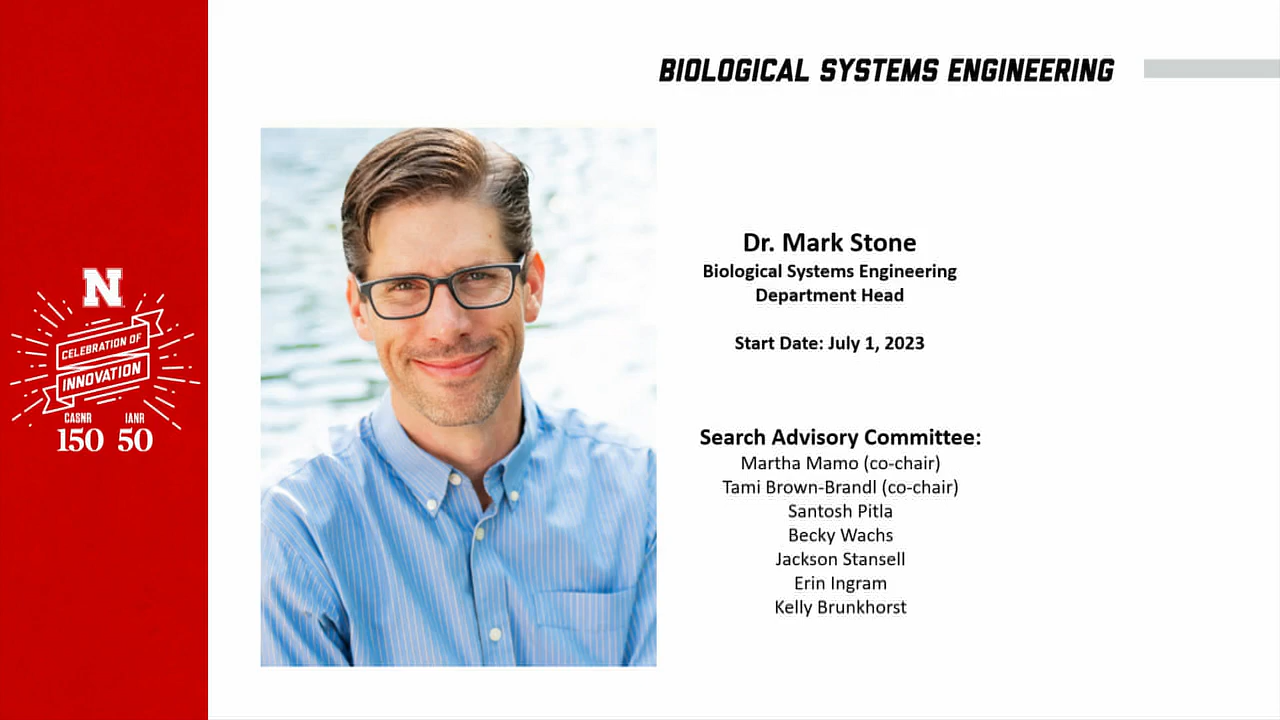 BIOLOGICAL SYSTEMS ENGINEERING
Dr. Mark Stone
Biological Systems Engineering
Department Head
Start Date: July 1, 2023
Search Advisory Committee:
Martha Mamo (co-chair)
Tami Brown-Brandl (co-chair)
Santosh Pitla
Becky Wachs
Jackson Stansell
Erin Ingram
Kelly Brunkhorst
N
CELEBRATION OF
INNOVATION
CASNR IANR
150 50